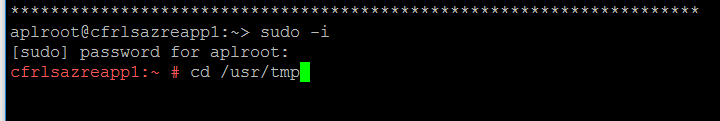 ********************************************************************
aplroot@cfrlsazreapp1:~> sudo -i
[sudo] password for aplroot:
cfrlsazreapp1:~ # cd /usr/tmp